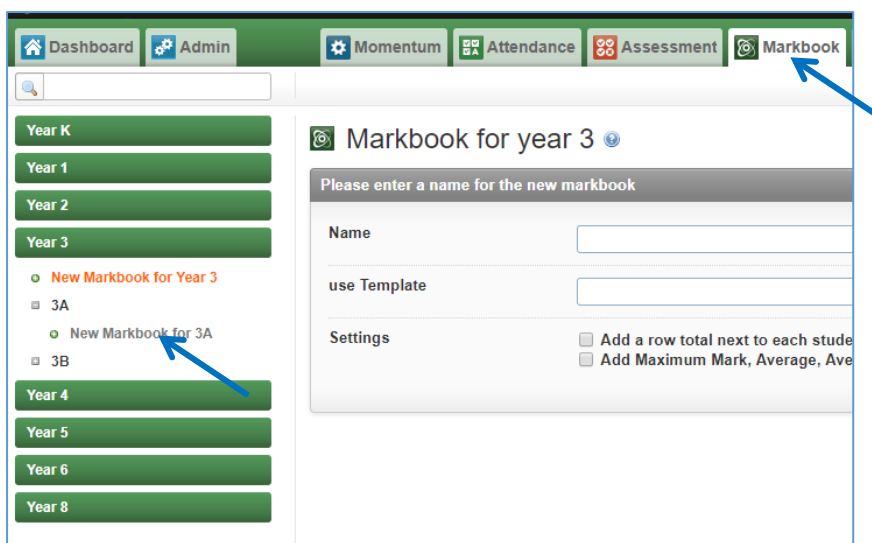 Dashboard Admin Momentum Attendance Assessment Markbook
Year K
Year 1
Year 2
Year 3
New Markbook for Year 3
3A
New Markbook for 3A
3B
Year 4
Year 5
Year 6
Year 8
Markbook for year 3
Please enter a name for the new markbook
Name
use Template
Settings
Add a row total next to each stude
Add Maximum Mark, Average, Ave